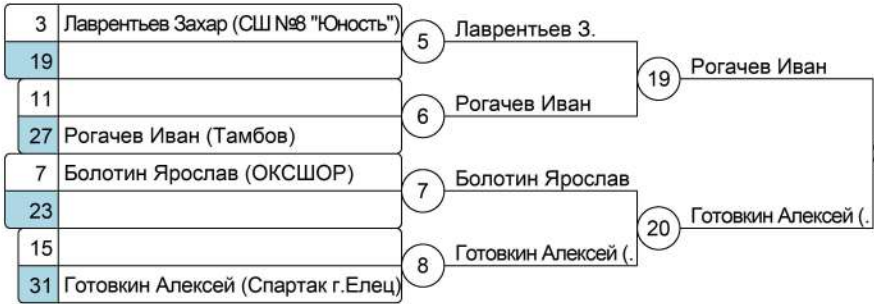 3 Лаврентьев Захар (СШ №8 "Юность")
19
5 Лаврентьев З.
11
27 Рогачев Иван (Тамбов)
6 Рогачев Иван
19 Рогачев Иван
7 Болотин Ярослав (ОКСШОР)
23
7 Болотин Ярослав
15
31 Готовкин Алексей (Спартак г.Елец)
8 Готовкин Алексей (.
20 Готовкин Алексей (.